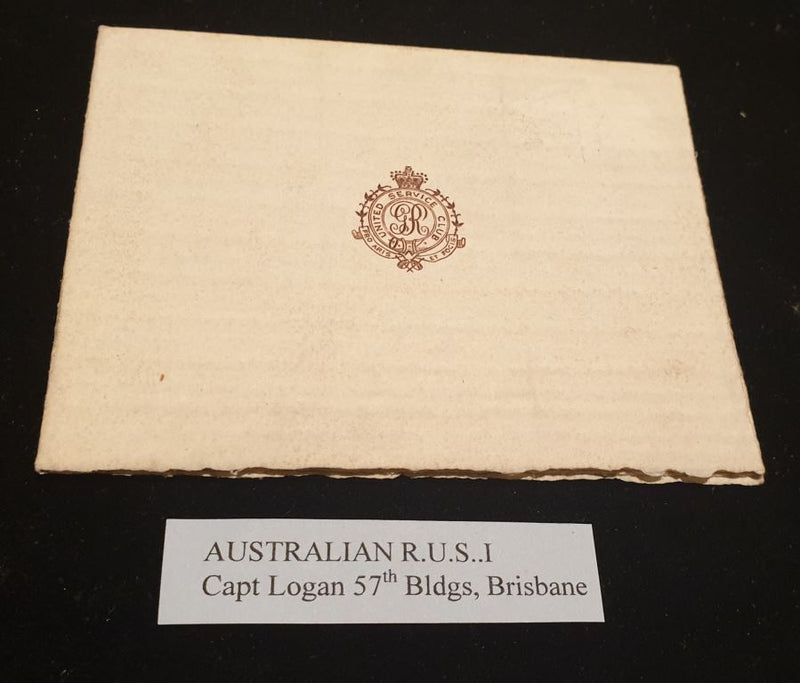 UNITED SERVICE CLUB
GR
PRO ARIS ET FOCIS
AUSTRALIAN R.U.S..I
Capt Logan 57th Bldgs, Brisbane